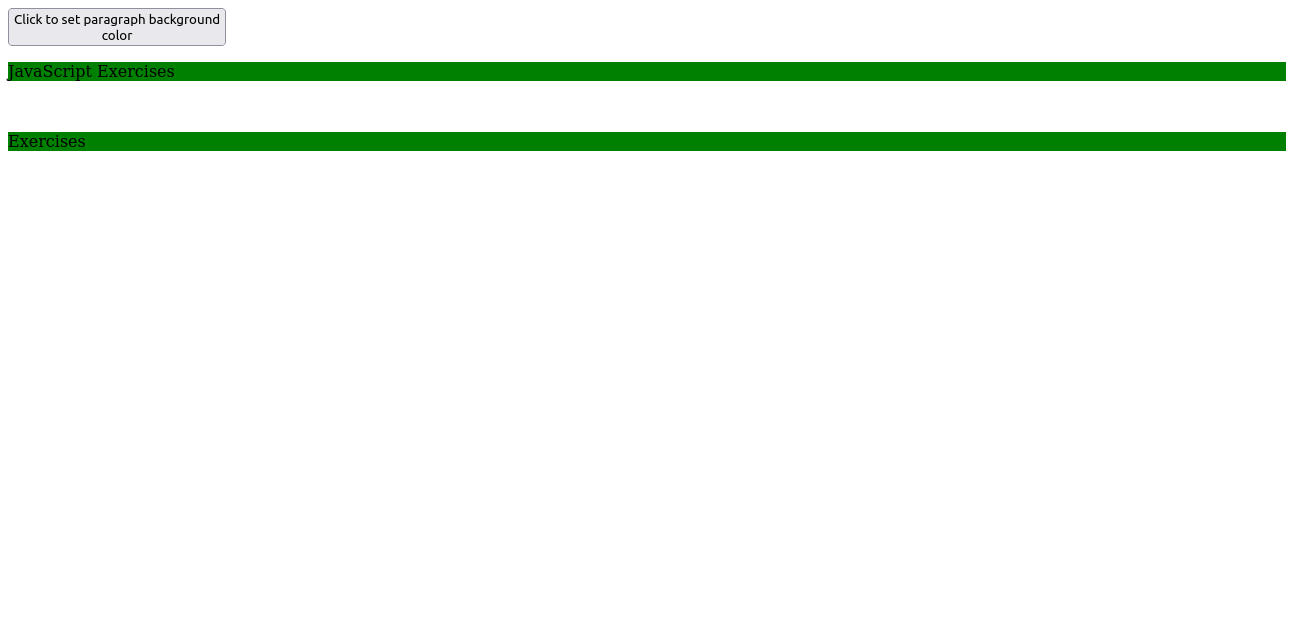 Click to set paragraph background
color
JavaScript Exercises
Exercises